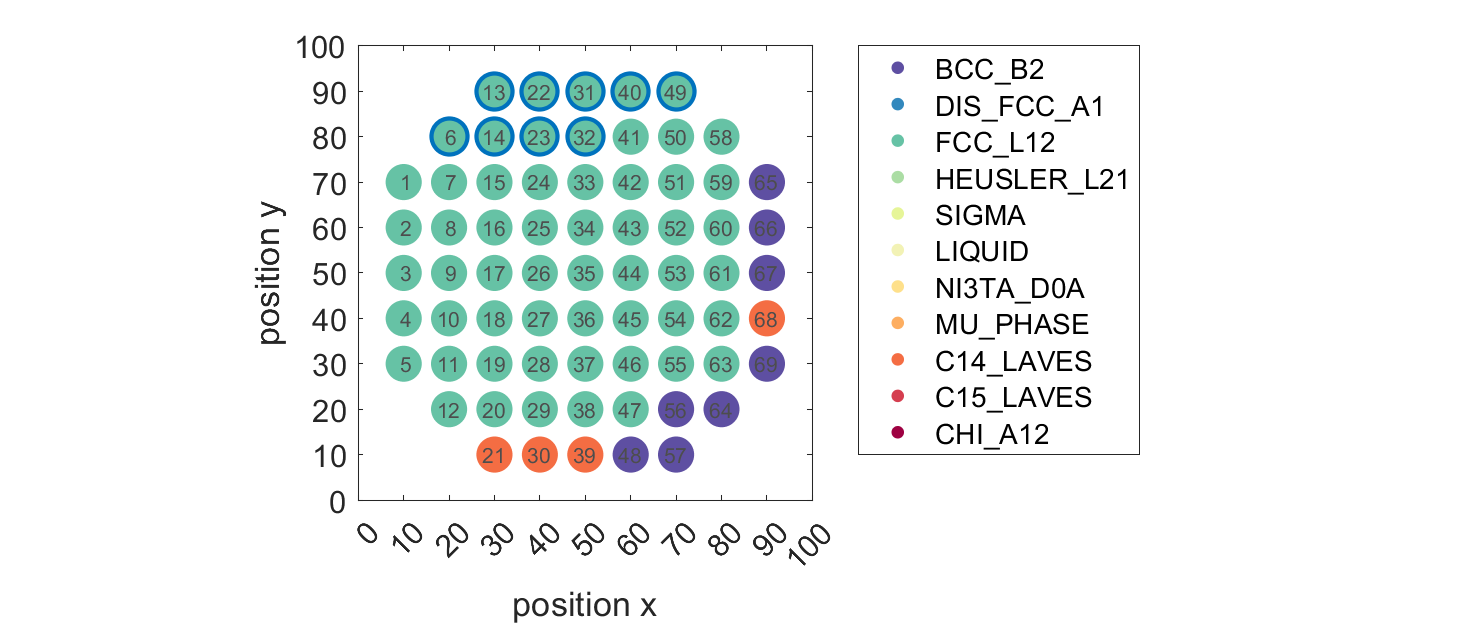 100
90
80
70
60
50
40
30
20
10
0
position y
13 22 31 40 49
6 14 23 32 41 50 58
1 7 15 24 33 42 51 59 65
2 8 16 25 34 43 52 60 66
3 9 17 26 35 44 53 61 67
4 10 18 27 36 45 54 62 68
5 11 19 28 37 46 55 63 69
12 20 29 38 47 56 64
21 30 39 48 57
0 10 20 30 40 50 60 70 80 90 100
position x
BCC_B2
DIS_FCC_A1
FCC_L12
HEUSLER_L21
SIGMA
LIQUID
NI3TA_D0A
MU_PHASE
C14_LAVES
C15_LAVES
CHI_A12